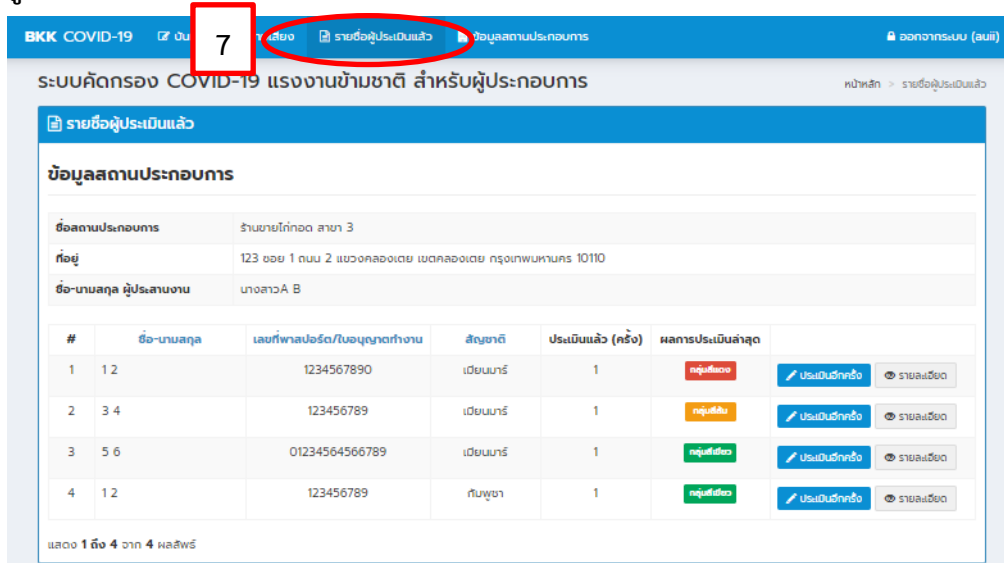 BKK COVID-19 7 รายชื่อผู้ประเมินแล้ว ข้อมูลสถานประกอบการ ออกจากระบบ (auii)
ระบบคัดกรอง COVID-19 แรงงานข้ามชาติ สำหรับผู้ประกอบการ หน้าหลัก > รายชื่อผู้ประเมินแล้ว
รายชื่อผู้ประเมินแล้ว
ข้อมูลสถานประกอบการ
ชื่อสถานประกอบการ ร้านขายไก่ทอด สาขา 3
ที่อยู่ 123 ซอย 1 ถนน 2 แขวงคลองเตย เขตคลองเตย กรุงเทพมหานคร 10110
ชื่อ-นามสกุล ผู้ประสานงาน นางสาวA B
# ชื่อ-นามสกุล เลขที่พาสปอร์ต/ใบอนุญาตทำงาน สัญชาติ ประเมินแล้ว (ครั้ง) ผลการประเมินล่าสุด
1 1 2 1234567890 เมียนมาร์ 1 กลุ่มสีแดง ประเมินอีกครั้ง รายละเอียด
2 3 4 123456789 เมียนมาร์ 1 กลุ่มสีส้ม ประเมินอีกครั้ง รายละเอียด
3 5 6 01234564566789 เมียนมาร์ 1 กลุ่มสีเขียว ประเมินอีกครั้ง รายละเอียด
4 1 2 123456789 กัมพูชา 1 กลุ่มสีเขียว ประเมินอีกครั้ง รายละเอียด
แสดง 1 ถึง 4 จาก 4 ผลลัพธ์